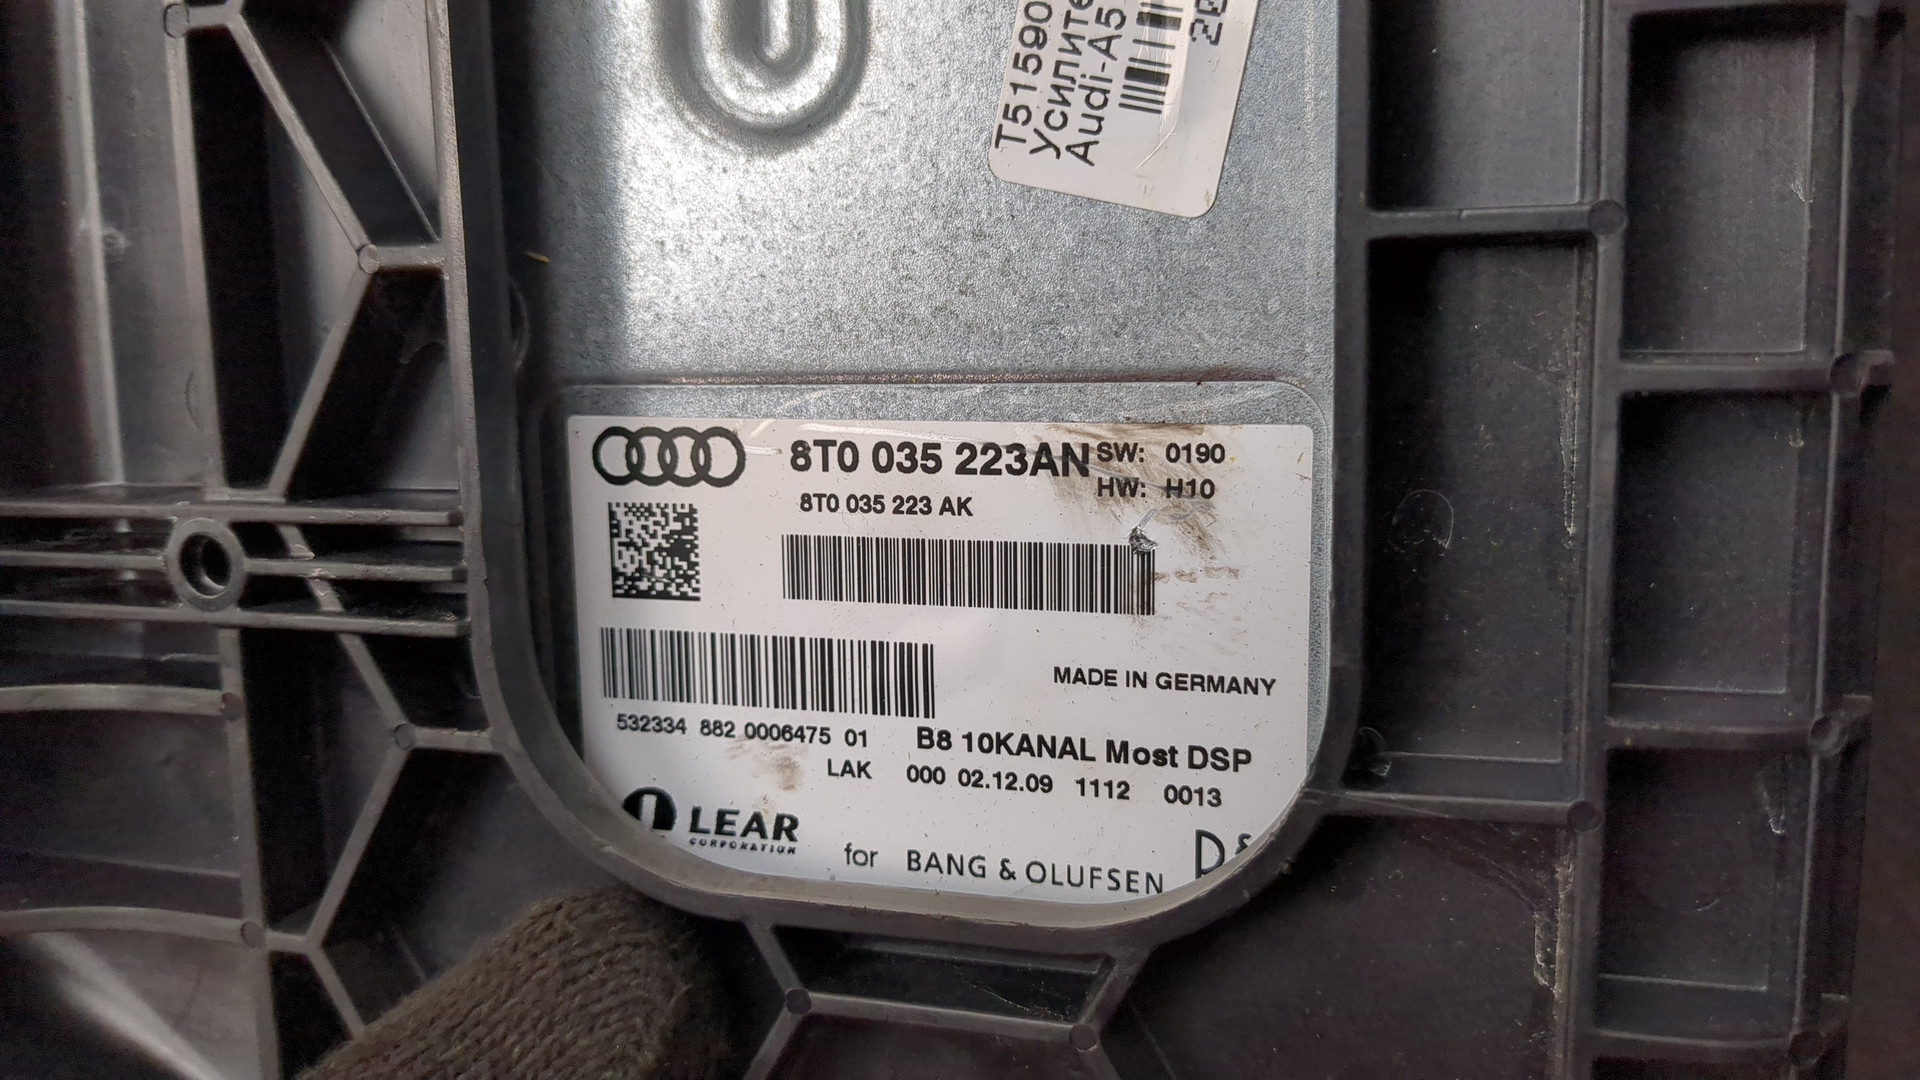 T51590
Усилите
Audi-A5
8T0 035 223AN SW: 0190
8T0 035 223 AK HW: H10
MADE IN GERMANY
532334 882 0006475 01 B8 10KANAL Most DSP
LAK 000 02.12.09 1112 0013
LEAR
CORPORATION
for BANG & OLUFSEN